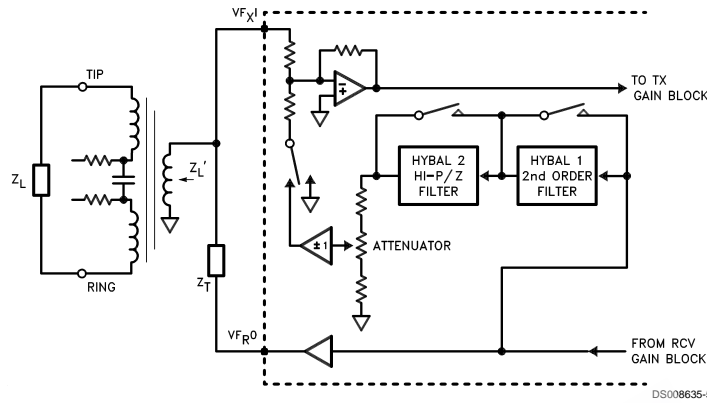 VFXI
TIP
TO TX
GAIN BLOCK
ZL
ZL'
HYBAL 2
HI-P/Z
FILTER
HYBAL 1
2nd ORDER
FILTER
±1
ATTENUATOR
ZT
RING
VFRO
FROM RCV
GAIN BLOCK